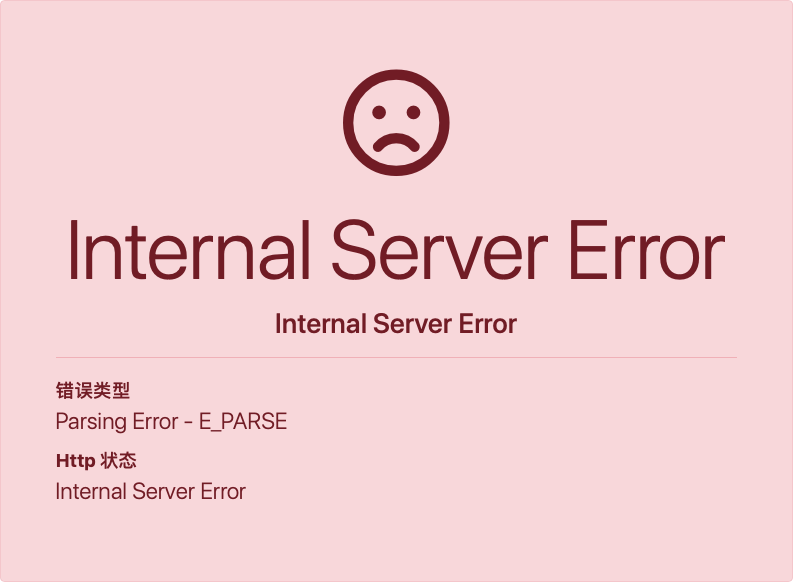 Internal Server Error
Internal Server Error
错误类型
Parsing Error - E_PARSE
Http 状态
Internal Server Error